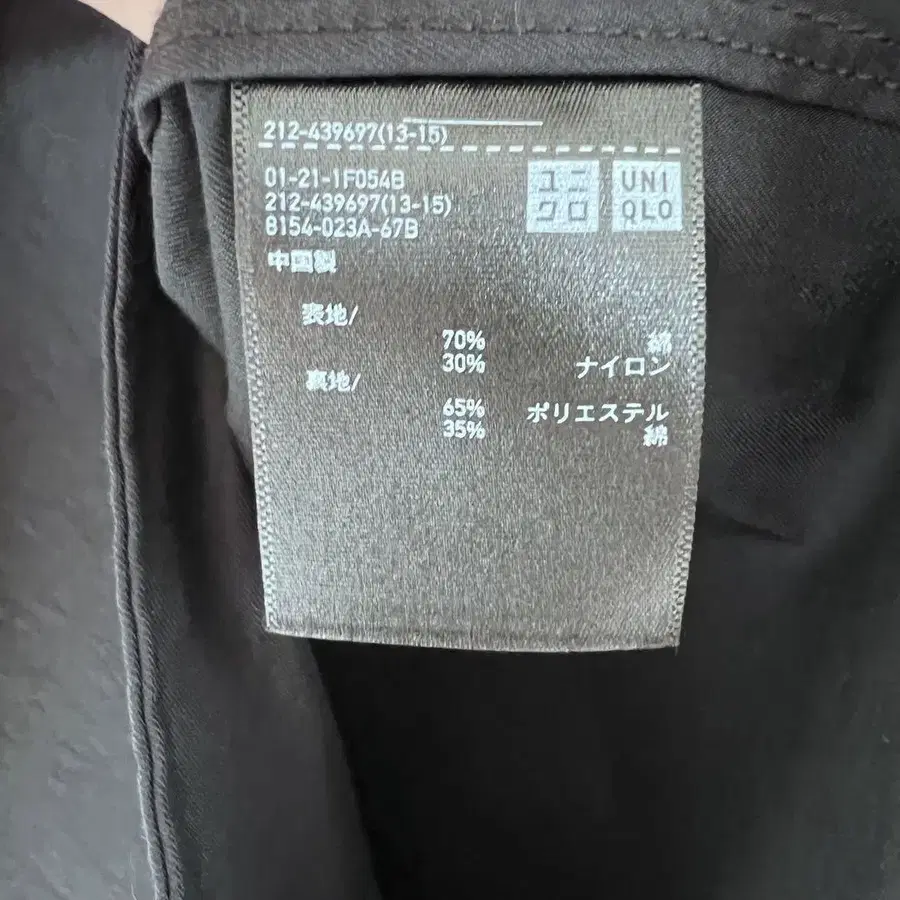 212-439697(13-15)
01-21-1F054B
212-439697(13-15)
8154-023A-67B
中国製
ユニ
クロ
UNI
QLO
表地/
70% 綿
30% ナイロン
裏地/
65% ポリエステル
35% 綿